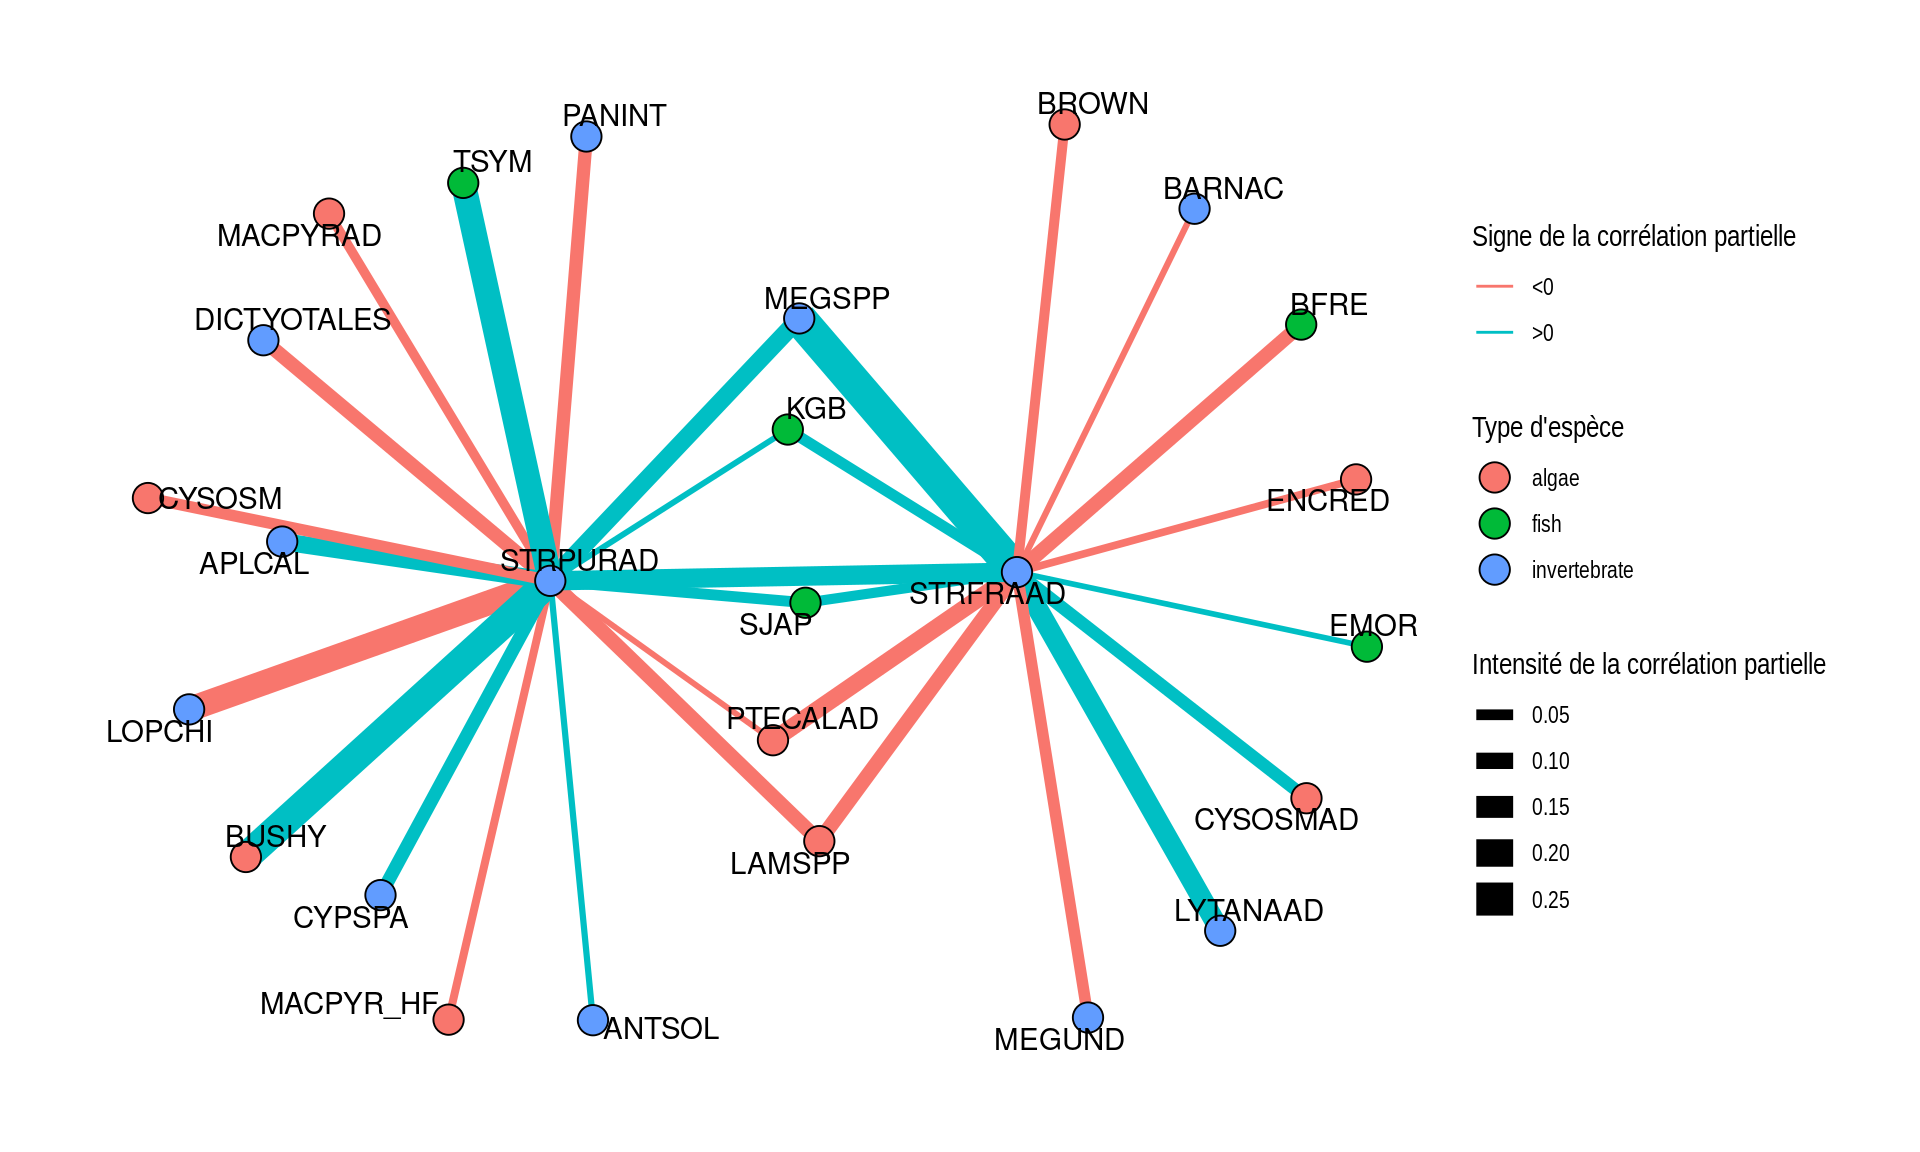 BROWN
PANINT
TSYM
BARNAC
MACPYRAD
MEGSPP
BFRE
DICTYOTALES
KGB
CYSOSM
ENCRED
APLCAL
STRPURAD
STRFRAAD
SJAP
EMOR
PTECALAD
LOPCHI
CYSOSMAD
BUSHY
LAMSPP
LYTANAAD
CYPSPA
MACPYR_HF
ANTSOL
MEGUND
Signe de la corrélation partielle
<0
>0
Type d'espèce
algae
fish
invertebrate
Intensité de la corrélation partielle
0.05
0.10
0.15
0.20
0.25